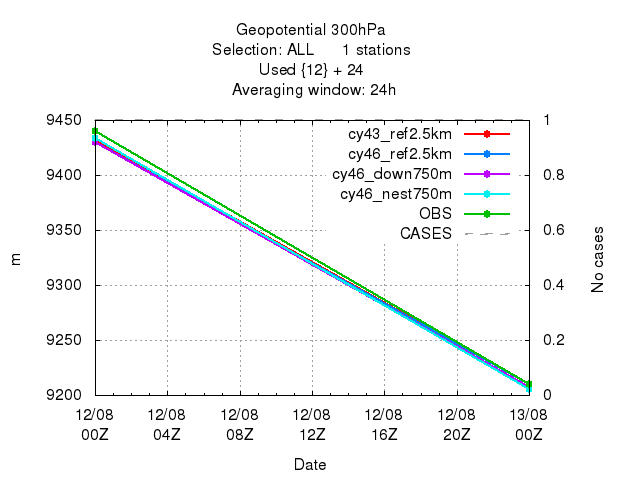 Geopotential 300hPa
Selection: ALL 1 stations
Used {12} + 24
Averaging window: 24h
9450
9400
9350
9300
9250
9200
m
1
0.8
0.6
0.4
0.2
0
No cases
cy43_ref2.5km
cy46_ref2.5km
cy46_down750m
cy46_nest750m
OBS
CASES
12/08 12/08 12/08 12/08 12/08 12/08 13/08
00Z 04Z 08Z 12Z 16Z 20Z 00Z
Date